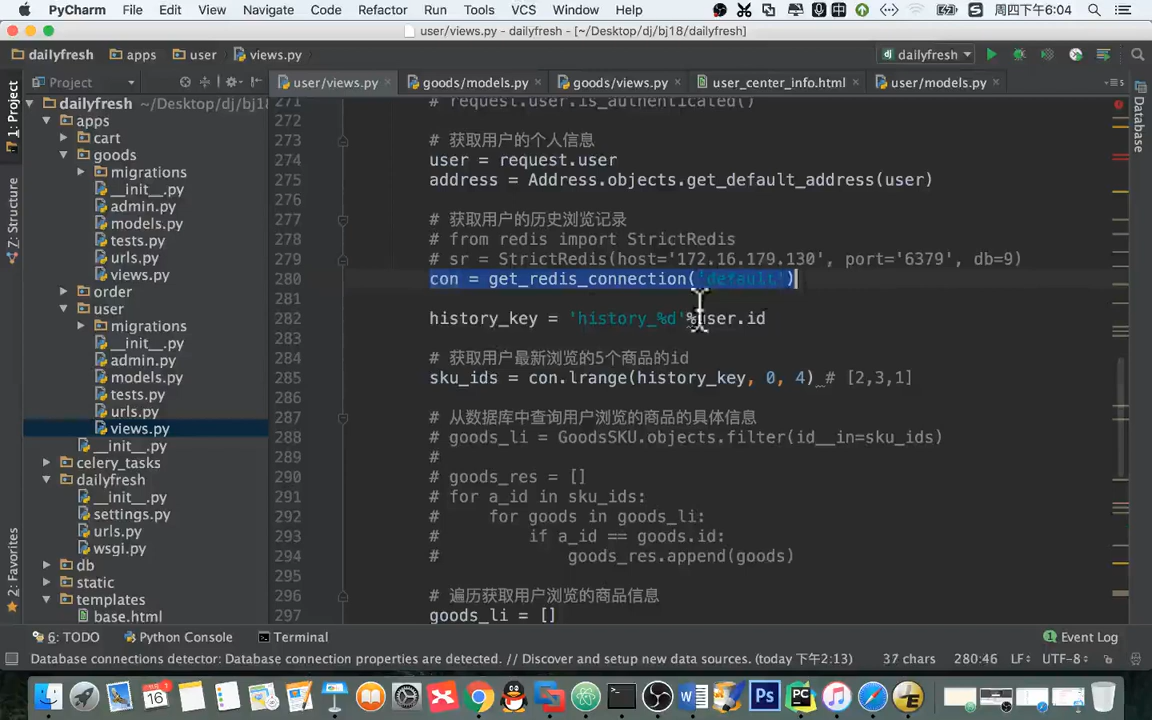 PyCharm File Edit View Navigate Code Refactor Run Tools VCS Window Help 周四下午6:04
user/views.py - dailyfresh - [~/Desktop/dj/bj18/dailyfresh]
dailyfresh apps user views.py dailyfresh
Project user/views.py goods/models.py goods/views.py user_center_info.html user/models.py
1: Project
7: Structure
2: Favorites
Database
dailyfresh ~/Desktop/dj/bj18
apps
cart
goods
migrations
__init__.py
admin.py
models.py
tests.py
urls.py
views.py
order
user
migrations
__init__.py
admin.py
models.py
tests.py
urls.py
views.py
__init__.py
celery_tasks
dailyfresh
__init__.py
settings.py
urls.py
wsgi.py
db
static
templates
base.html
271 # request.user.is_authenticated()
272
273 # 获取用户的个人信息
274 user = request.user
275 address = Address.objects.get_default_address(user)
276
277 # 获取用户的历史浏览记录
278 # from redis import StrictRedis
279 # sr = StrictRedis(host='172.16.179.130', port='6379', db=9)
280 con = get_redis_connection('default')
281
282 history_key = 'history_%d'%user.id
283
284 # 获取用户最新浏览的5个商品的id
285 sku_ids = con.lrange(history_key, 0, 4) # [2,3,1]
286
287 # 从数据库中查询用户浏览的商品的具体信息
288 # goods_li = GoodsSKU.objects.filter(id__in=sku_ids)
289 #
290 # goods_res = []
291 # for a_id in sku_ids:
292 # for goods in goods_li:
293 # if a_id == goods.id:
294 # goods_res.append(goods)
295
296 # 遍历获取用户浏览的商品信息
297 goods_li = []
6: TODO Python Console Terminal 1 Event Log
Database connections detector: Database connection properties are detected. // Discover and setup new data sources. (today 下午2:13) 37 chars 280:46 LF÷ UTF-8÷